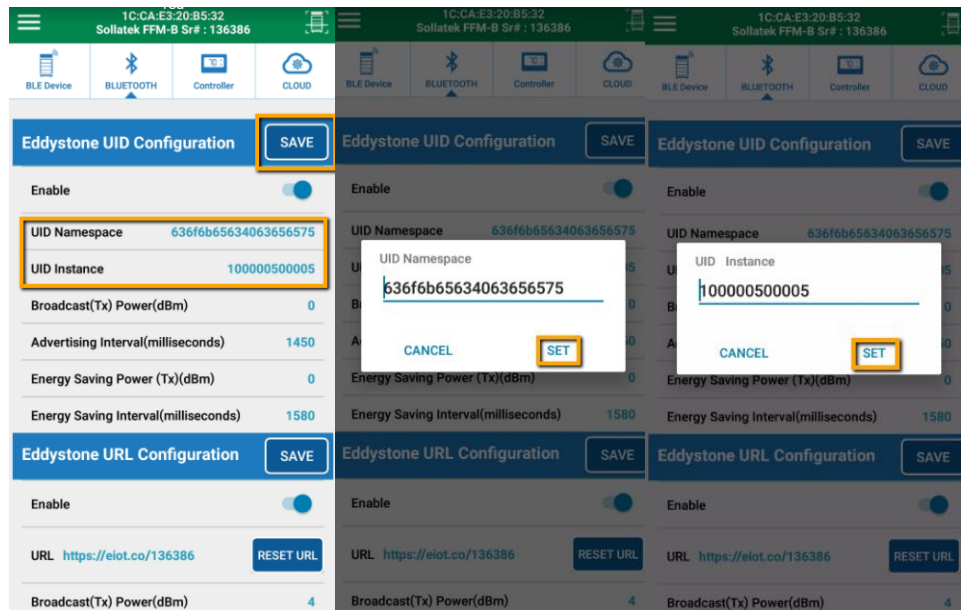 1C:CA:E3:20:B5:32
Sollatek FFM-B Sr# : 136386
BLE Device
BLUETOOTH
Controller
CLOUD
Eddystone UID Configuration
SAVE
Enable
UID Namespace 636f6b65634063656575
UID Instance 100000500005
Broadcast(Tx) Power(dBm) 0
Advertising Interval(milliseconds) 1450
Energy Saving Power (Tx)(dBm) 0
Energy Saving Interval(milliseconds) 1580
Eddystone URL Configuration
SAVE
Enable
URL https://eiot.co/136386
RESET URL
Broadcast(Tx) Power(dBm) 4
1C:CA:E3:20:B5:32
Sollatek FFM-B Sr# : 136386
BLE Device
BLUETOOTH
Controller
CLOUD
Eddystone UID Configuration
SAVE
Enable
UID Namespace 636f6b65634063656575
UID Namespace
636f6b65634063656575
CANCEL
SET
Energy Saving Power (Tx)(dBm) 0
Energy Saving Interval(milliseconds) 1580
Eddystone URL Configuration
SAVE
Enable
URL https://eiot.co/136386
RESET URL
Broadcast(Tx) Power(dBm) 4
1C:CA:E3:20:B5:32
Sollatek FFM-B Sr# : 136386
BLE Device
BLUETOOTH
Controller
CLOUD
Eddystone UID Configuration
SAVE
Enable
UID Namespace 636f6b65634063656575
UID Instance
100000500005
CANCEL
SET
Energy Saving Power (Tx)(dBm) 0
Energy Saving Interval(milliseconds) 1580
Eddystone URL Configuration
SAVE
Enable
URL https://eiot.co/136386
RESET URL
Broadcast(Tx) Power(dBm) 4